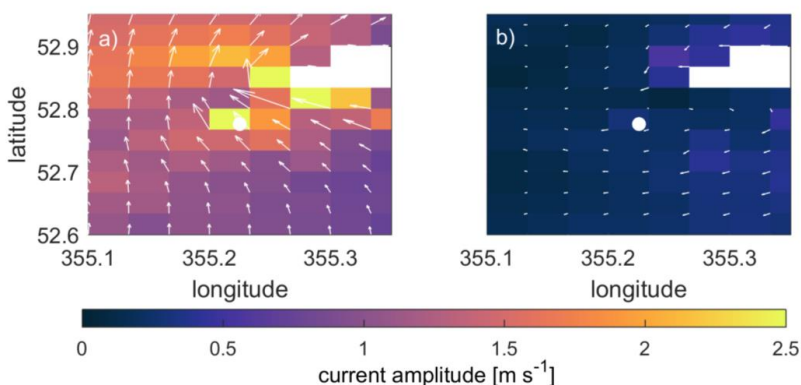 a)
b)
latitude
52.9
52.8
52.7
52.6
355.1 355.2 355.3
355.1 355.2 355.3
longitude
longitude
0 0.5 1 1.5 2 2.5
current amplitude [m s⁻¹]